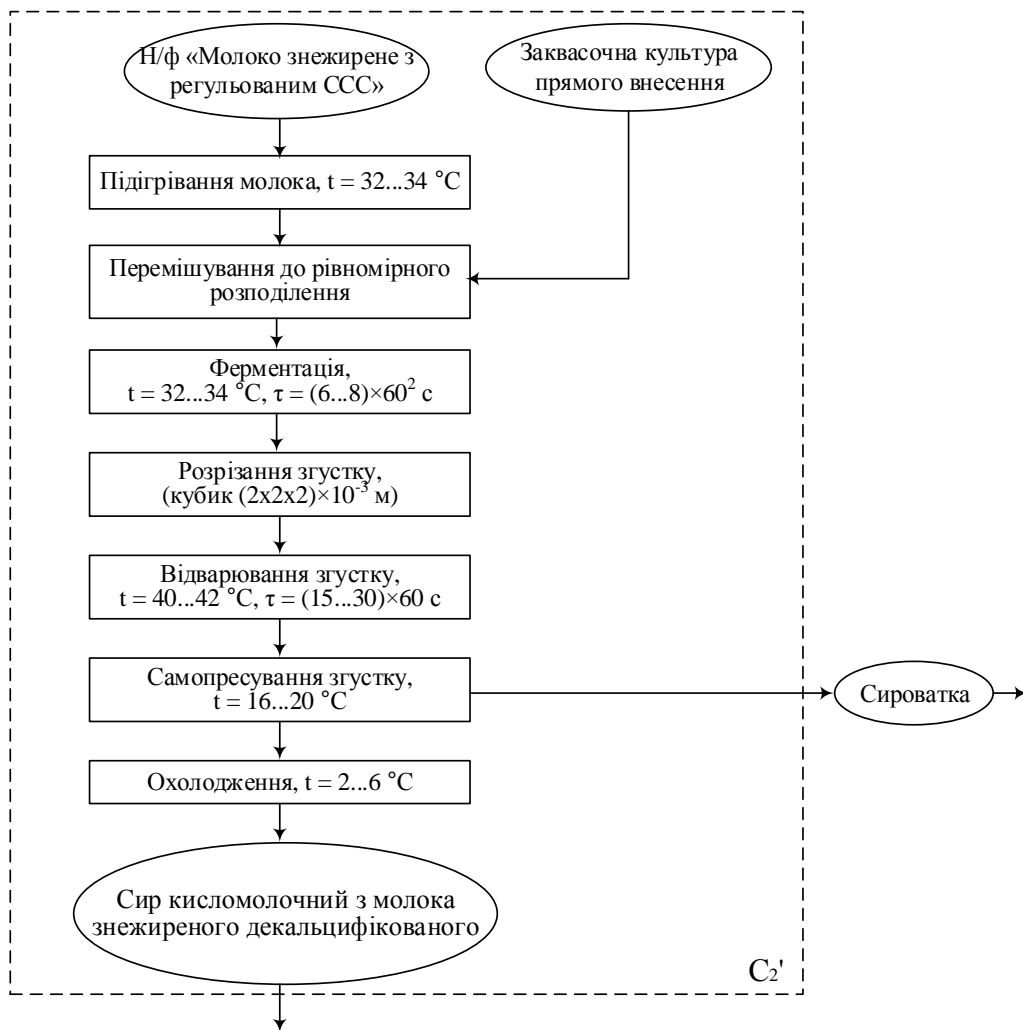 Н/ф «Молоко знежирене з
регульованим ССС»
Заквасочна культура
прямого внесення
Підігрівання молока, t = 32...34 °C
Перемішування до рівномірного
розподілення
Ферментація,
t = 32...34 °C, τ = (6...8)×60² с
Розрізання згустку,
(кубик (2х2х2)×10⁻³ м)
Відварювання згустку,
t = 40...42 °C, τ = (15...30)×60 с
Самопресування згустку,
t = 16...20 °C
Сироватка
Охолодження, t = 2...6 °C
Сир кисломолочний з молока
знежиреного декальцифікованого
C₂'